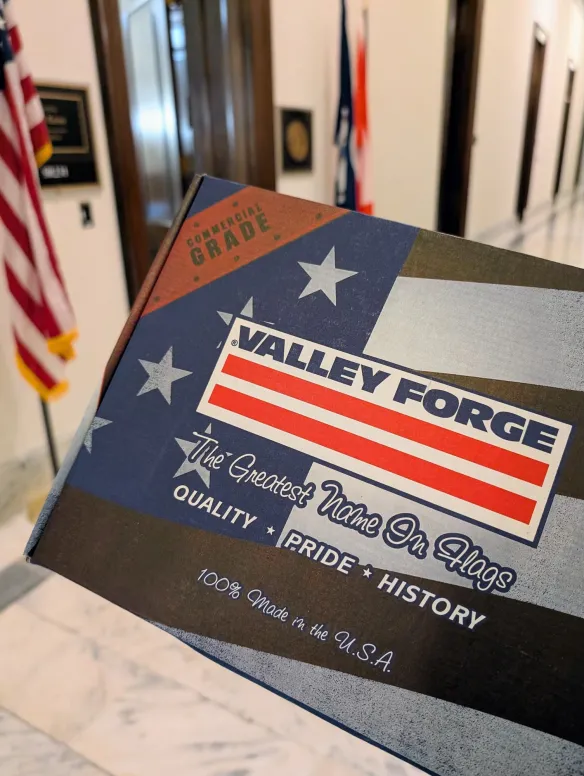 COMMERCIAL
GRADE
® VALLEY FORGE
The Greatest Name In Flags
QUALITY ★ PRIDE ★ HISTORY
100% Made in the U.S.A.